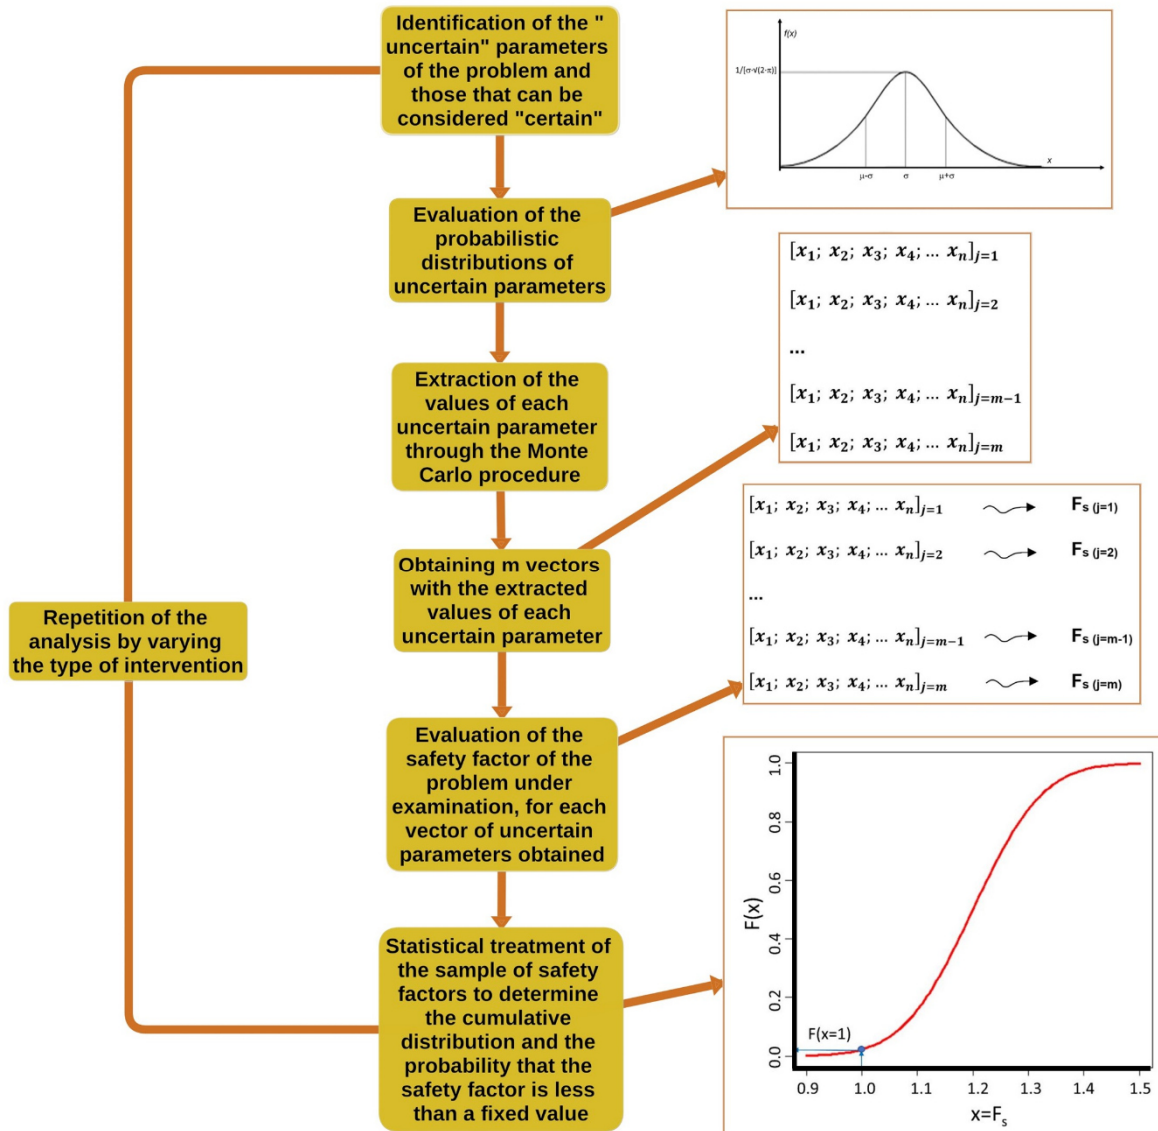 Identification of the "
uncertain" parameters
of the problem and
those that can be
considered "certain"
f(x)
1/[σ·√(2·π)]
x
μ-σ
σ
μ+σ
Evaluation of the
probabilistic
distributions of
uncertain parameters
[x₁; x₂; x₃; x₄; ... xₙ]ⱼ₌₁
[x₁; x₂; x₃; x₄; ... xₙ]ⱼ₌₂
...
[x₁; x₂; x₃; x₄; ... xₙ]ⱼ₌ₘ₋₁
[x₁; x₂; x₃; x₄; ... xₙ]ⱼ₌ₘ
Extraction of the
values of each
uncertain parameter
through the Monte
Carlo procedure
Obtaining m vectors
with the extracted
values of each
uncertain parameter
[x₁; x₂; x₃; x₄; ... xₙ]ⱼ₌₁ Fs (j=1)
[x₁; x₂; x₃; x₄; ... xₙ]ⱼ₌₂ Fs (j=2)
...
[x₁; x₂; x₃; x₄; ... xₙ]ⱼ₌ₘ₋₁ Fs (j=m-1)
[x₁; x₂; x₃; x₄; ... xₙ]ⱼ₌ₘ Fs (j=m)
Repetition of the
analysis by varying
the type of intervention
Evaluation of the
safety factor of the
problem under
examination, for each
vector of uncertain
parameters obtained
Statistical treatment of
the sample of safety
factors to determine
the cumulative
distribution and the
probability that the
safety factor is less
than a fixed value
F(x)
1.0
0.8
0.6
0.4
0.2
0.0
F(x=1)
0.9 1.0 1.1 1.2 1.3 1.4 1.5
x=Fₛ